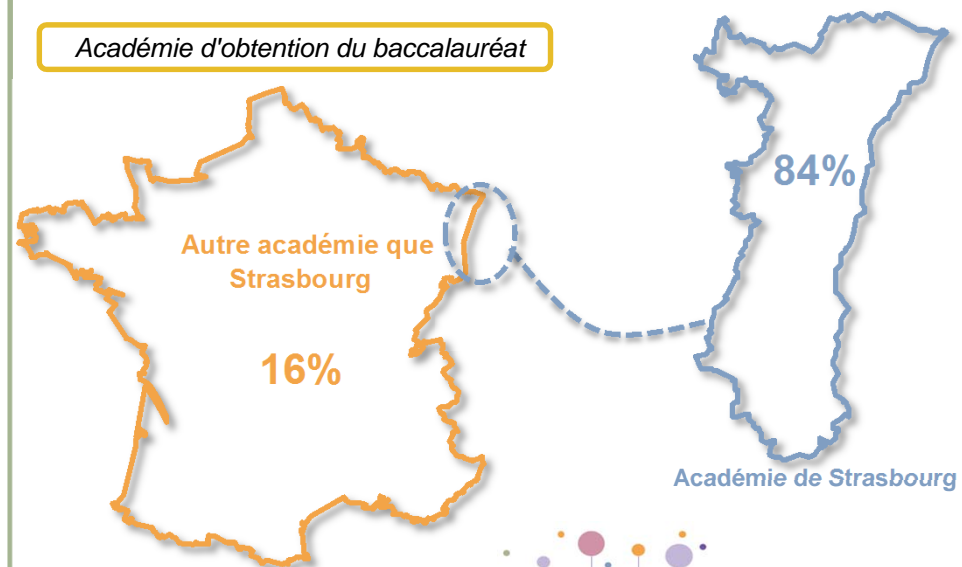 Académie d'obtention du baccalauréat
84%
Autre académie que
Strasbourg
16%
Académie de Strasbourg